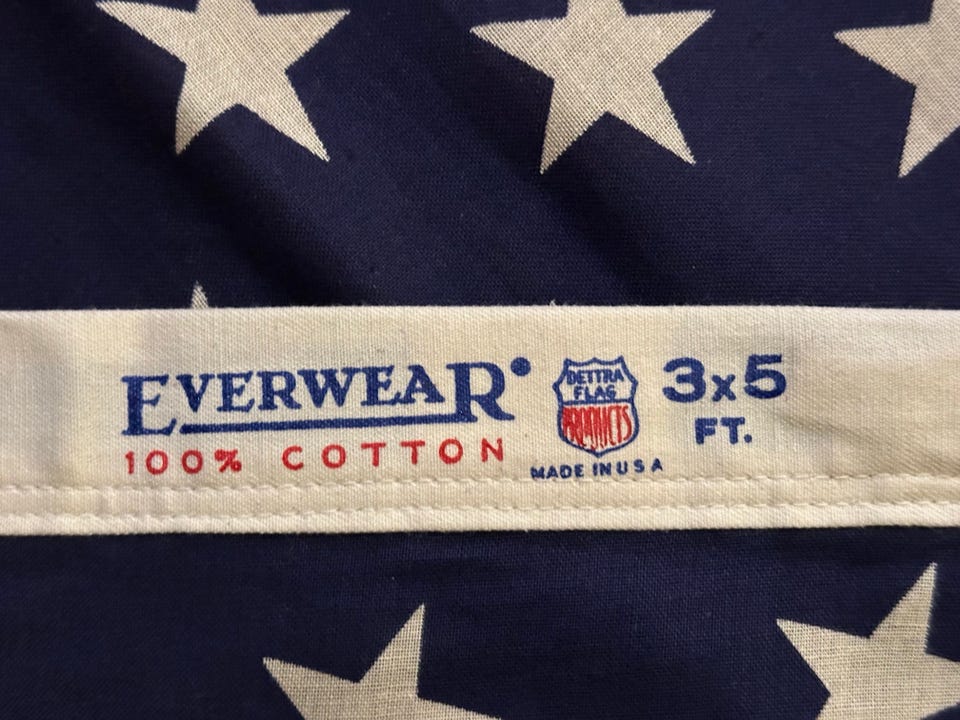 EVERWEAR
100% COTTON
DETTRA
FLAG
PRODUCTS
MADE IN USA
3x5
FT.